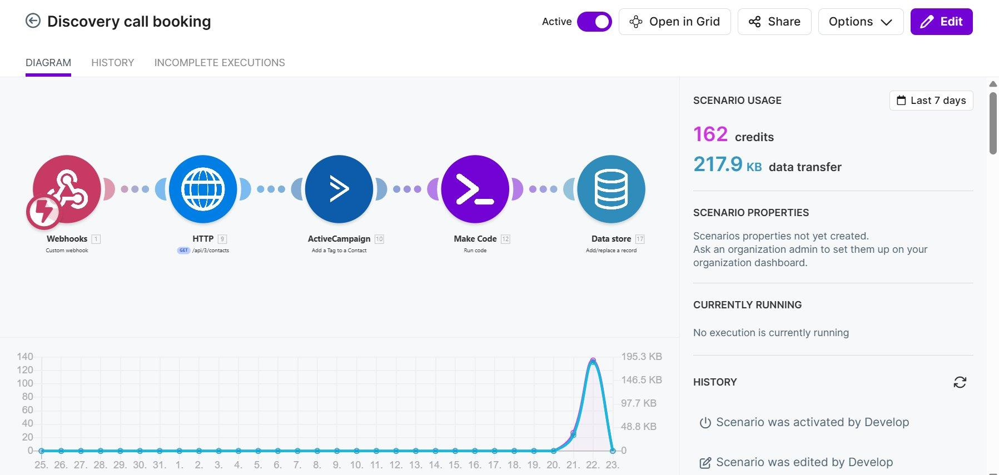 Discovery call booking
Active
Open in Grid
Share
Options
Edit
DIAGRAM
HISTORY
INCOMPLETE EXECUTIONS
Webhooks 1
Custom webhook
HTTP 9
GET /api/3/contacts
ActiveCampaign 10
Add a Tag to a Contact
Make Code 12
Run code
Data store 17
Add/replace a record
140
120
100
80
60
40
20
0
195.3 KB
146.5 KB
97.7 KB
48.8 KB
0
25. 26. 27. 28. 29. 30. 31. 1. 2. 3. 4. 5. 6. 7. 8. 9. 10. 11. 12. 13. 14. 15. 16. 17. 18. 19. 20. 21. 22. 23.
SCENARIO USAGE
Last 7 days
162 credits
217.9 KB data transfer
SCENARIO PROPERTIES
Scenarios properties not yet created.
Ask an organization admin to set them up on your
organization dashboard.
CURRENTLY RUNNING
No execution is currently running
HISTORY
Scenario was activated by Develop
Scenario was edited by Develop